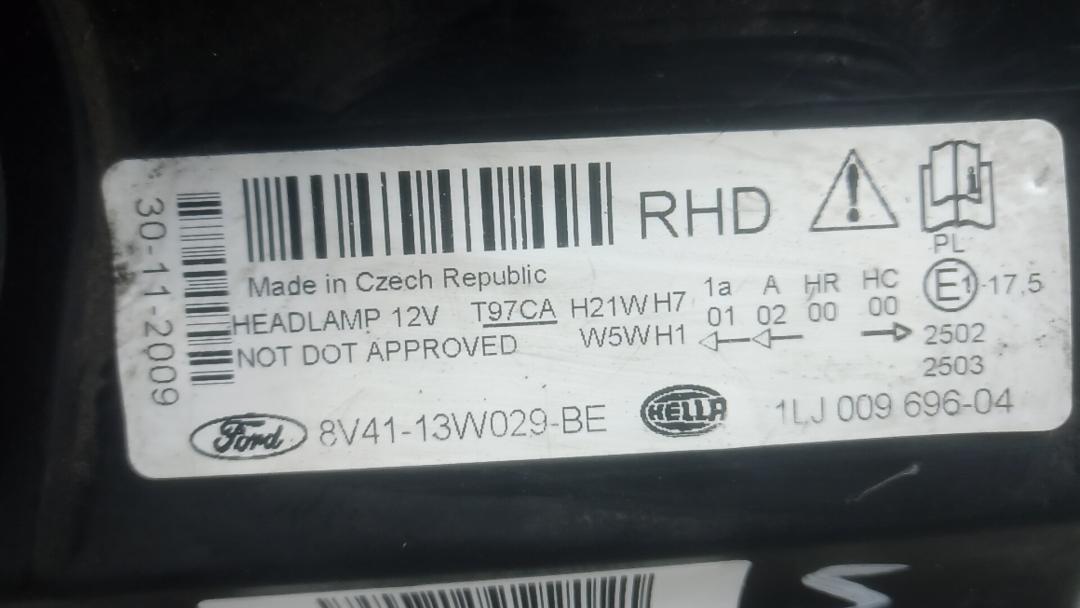 30-11-2009
RHD
Made in Czech Republic
HEADLAMP 12V T97CA H21W H7 1a A HR HC PL
NOT DOT APPROVED W5W H1 01 02 00 00 E1 -17,5
2502
2503
Ford 8V41-13W029-BE HELLA 1LJ 009 696-04
S